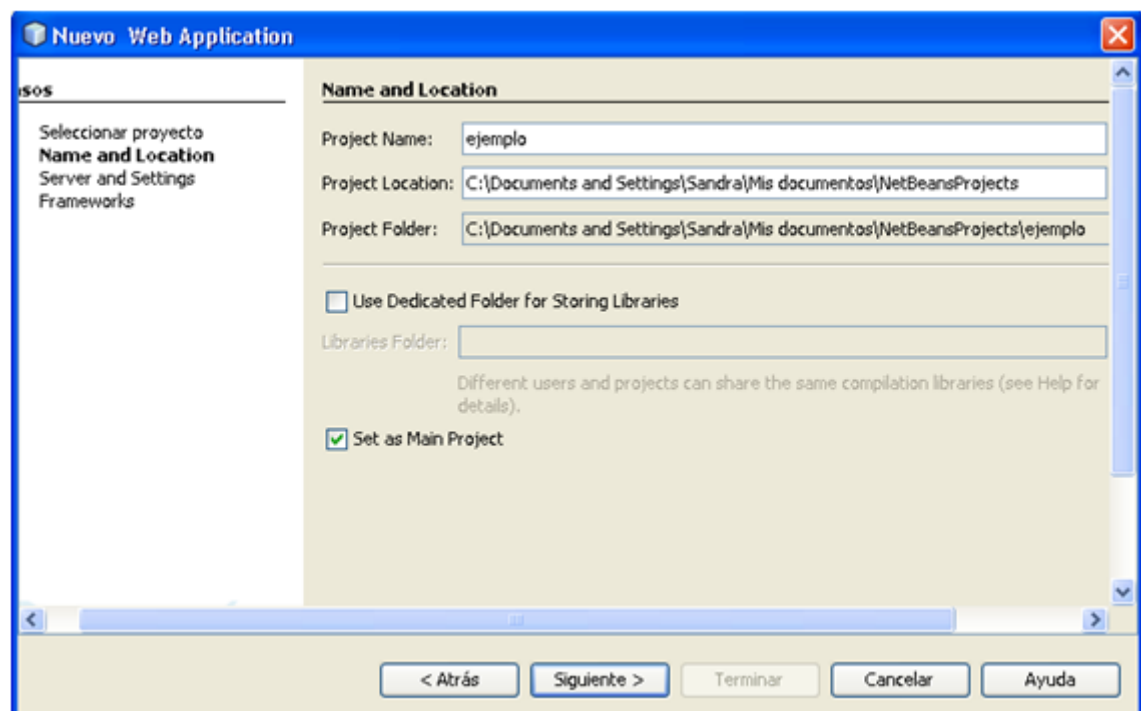 Nuevo Web Application
Seleccionar proyecto
Name and Location
Server and Settings
Frameworks
Name and Location
Project Name: ejemplo
Project Location: C:\Documents and Settings\Sandra\Mis documentos\NetBeansProjects
Project Folder: C:\Documents and Settings\Sandra\Mis documentos\NetBeansProjects\ejemplo
Use Dedicated Folder for Storing Libraries
Libraries Folder:
Different users and projects can share the same compilation libraries (see Help for
details).
Set as Main Project
< Atrás Siguiente > Terminar Cancelar Ayuda